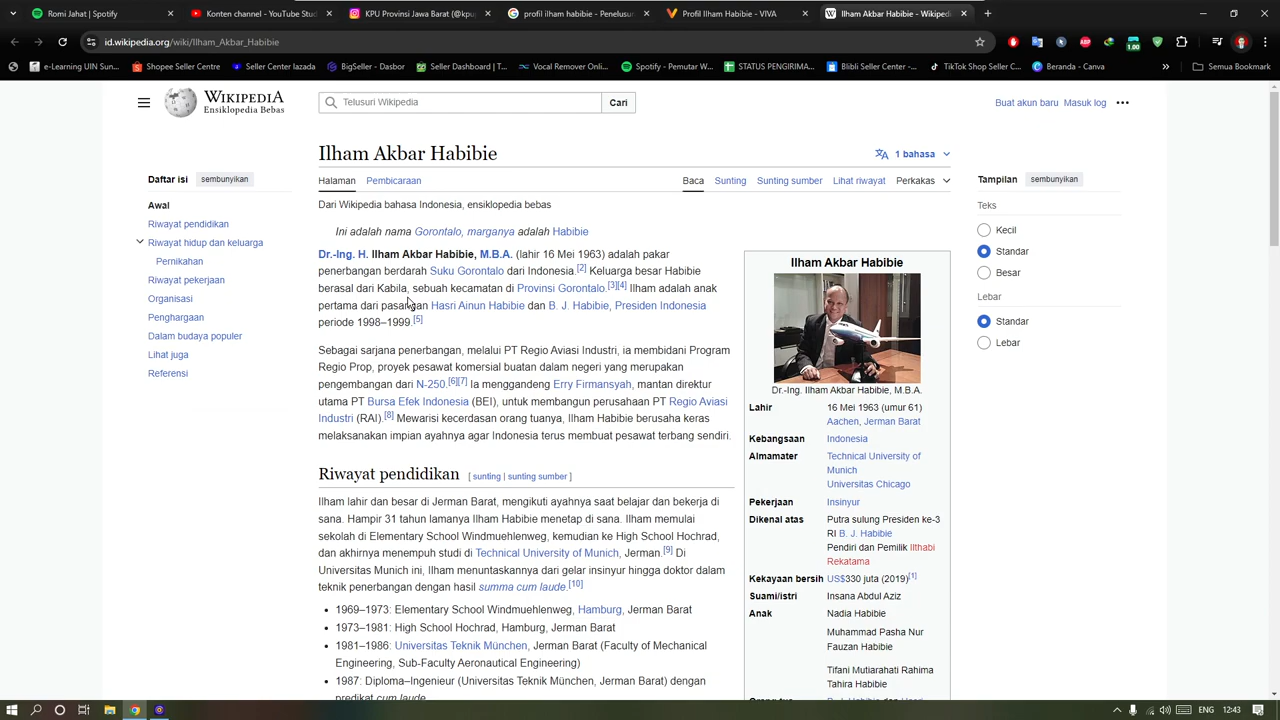 Romi Jahat | Spotify
Konten channel - YouTube Stu
KPU Provinsi Jawa Barat (@kpu
profil ilham habibie - Penelusu
Profil Ilham Habibie - VIVA
Ilham Akbar Habibie - Wikipedi
id.wikipedia.org/wiki/Ilham_Akbar_Habibie
e-Learning UIN Sun...
Shopee Seller Centre
Seller Center lazada
BigSeller - Dasbor
Seller Dashboard | T...
Vocal Remover Onli...
Spotify - Pemutar W...
STATUS PENGIRIMA...
Blibli Seller Center -...
TikTok Shop Seller C...
Beranda - Canva
Semua Bookmark
WIKIPEDIA
Ensiklopedia Bebas
Telusuri Wikipedia
Cari
Buat akun baru Masuk log
Ilham Akbar Habibie
1 bahasa
Halaman Pembicaraan
Baca Sunting Sunting sumber Lihat riwayat Perkakas
Daftar isi sembunyikan
Awal
Riwayat pendidikan
Riwayat hidup dan keluarga
Pernikahan
Riwayat pekerjaan
Organisasi
Penghargaan
Dalam budaya populer
Lihat juga
Referensi
Dari Wikipedia bahasa Indonesia, ensiklopedia bebas
Ini adalah nama Gorontalo, marganya adalah Habibie
Dr.-Ing. H. Ilham Akbar Habibie, M.B.A. (lahir 16 Mei 1963) adalah pakar
penerbangan berdarah Suku Gorontalo dari Indonesia.[2] Keluarga besar Habibie
berasal dari Kabila, sebuah kecamatan di Provinsi Gorontalo.[3][4] Ilham adalah anak
pertama dari pasangan Hasri Ainun Habibie dan B. J. Habibie, Presiden Indonesia
periode 1998–1999.[5]
Sebagai sarjana penerbangan, melalui PT Regio Aviasi Industri, ia membidani Program
Regio Prop, proyek pesawat komersial buatan dalam negeri yang merupakan
pengembangan dari N-250.[6][7] Ia menggandeng Erry Firmansyah, mantan direktur
utama PT Bursa Efek Indonesia (BEI), untuk membangun perusahaan PT Regio Aviasi
Industri (RAI).[8] Mewarisi kecerdasan orang tuanya, Ilham Habibie berusaha keras
melaksanakan impian ayahnya agar Indonesia terus membuat pesawat terbang sendiri.
Riwayat pendidikan [ sunting | sunting sumber ]
Ilham lahir dan besar di Jerman Barat, mengikuti ayahnya saat belajar dan bekerja di
sana. Hampir 31 tahun lamanya Ilham Habibie menetap di sana. Ilham memulai
sekolah di Elementary School Windmuehlenweg, kemudian ke High School Hochrad,
dan akhirnya menempuh studi di Technical University of Munich, Jerman.[9] Di
Universitas Munich ini, Ilham menuntaskannya dari gelar insinyur hingga doktor dalam
teknik penerbangan dengan hasil summa cum laude.[10]
• 1969–1973: Elementary School Windmuehlenweg, Hamburg, Jerman Barat
• 1973–1981: High School Hochrad, Hamburg, Jerman Barat
• 1981–1986: Universitas Teknik München, Jerman Barat (Faculty of Mechanical
Engineering, Sub-Faculty Aeronautical Engineering)
• 1987: Diploma–Ingenieur (Universitas Teknik München, Jerman Barat) dengan
predikat cum laude
Ilham Akbar Habibie
Dr.-Ing. Ilham Akbar Habibie, M.B.A.
Lahir 16 Mei 1963 (umur 61)
Aachen, Jerman Barat
Kebangsaan Indonesia
Almamater Technical University of
Munich
Universitas Chicago
Pekerjaan Insinyur
Dikenal atas Putra sulung Presiden ke-3
RI B. J. Habibie
Pendiri dan Pemilik Ilthabi
Rekatama
Kekayaan bersih US$330 juta (2019)[1]
Suami/istri Insana Abdul Aziz
Anak Nadia Habibie
Muhammad Pasha Nur
Fauzan Habibie
Tifani Mutiarahati Rahima
Tahira Habibie
Tampilan sembunyikan
Teks
Kecil
Standar
Besar
Lebar
Standar
Lebar
ENG 12:43